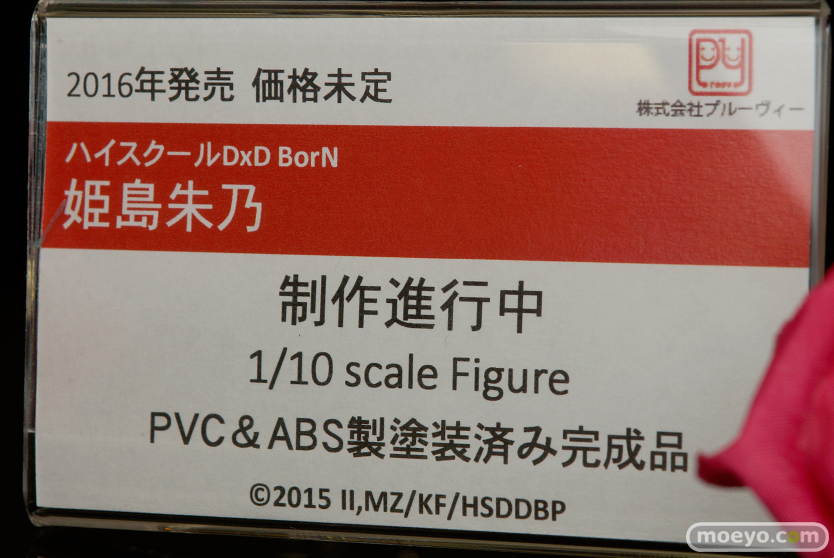 2016年発売 価格未定
株式会社プルーヴィー
ハイスクールDxD BorN
姫島朱乃
制作進行中
1/10 scale Figure
PVC&ABS製塗装済み完成品
©2015 II,MZ/KF/HSDDBP
moeyo.com